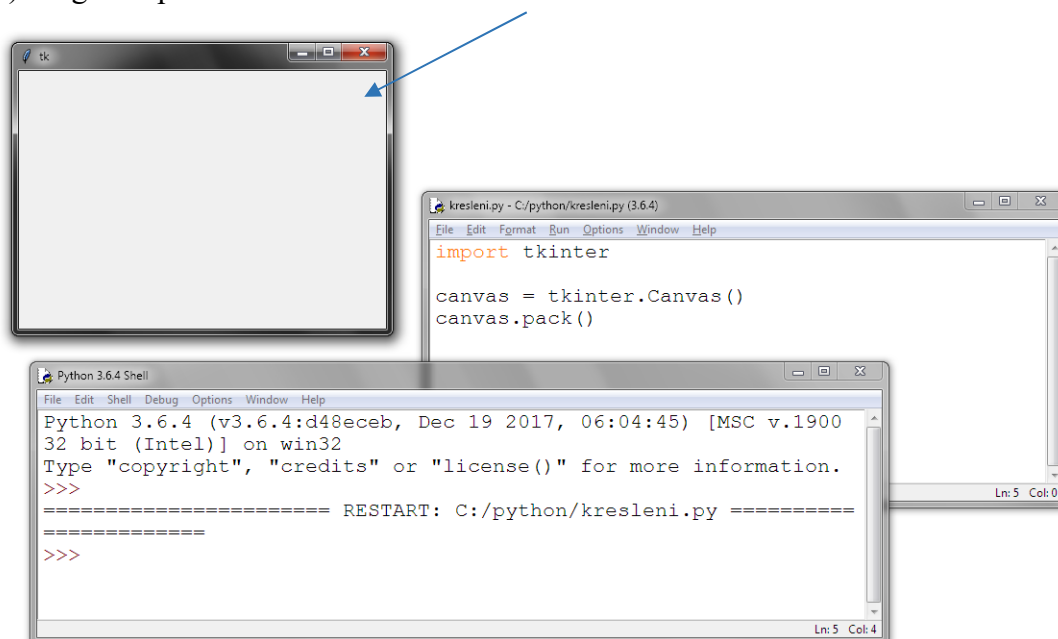 tk
kresleni.py - C:/python/kresleni.py (3.6.4)
File Edit Format Run Options Window Help
import tkinter
canvas = tkinter.Canvas()
canvas.pack()
Ln: 5 Col: 0
Python 3.6.4 Shell
File Edit Shell Debug Options Window Help
Python 3.6.4 (v3.6.4:d48eceb, Dec 19 2017, 06:04:45) [MSC v.1900
32 bit (Intel)] on win32
Type "copyright", "credits" or "license()" for more information.
>>>
======================= RESTART: C:/python/kresleni.py ==========
=============
>>>
Ln: 5 Col: 4